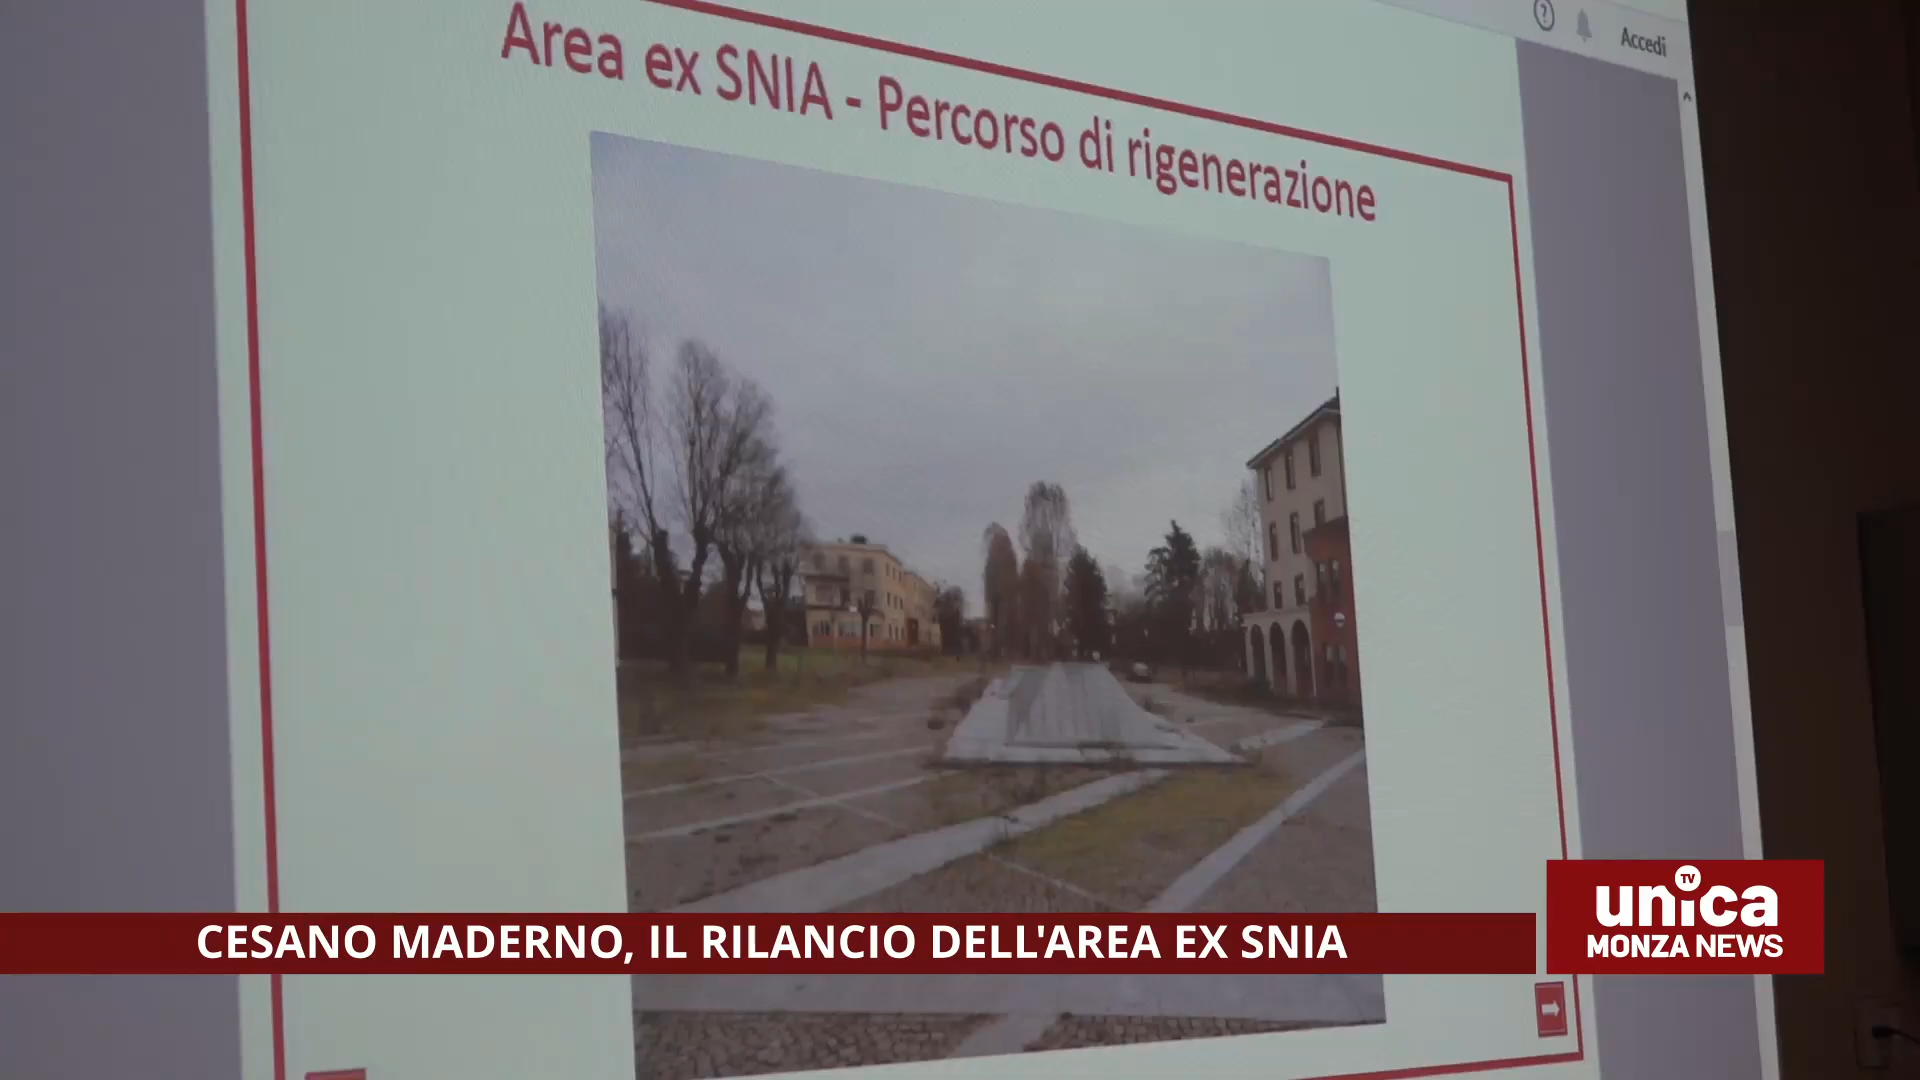 Accedi
Area ex SNIA - Percorso di rigenerazione
CESANO MADERNO, IL RILANCIO DELL'AREA EX SNIA
TV
unica
MONZA NEWS